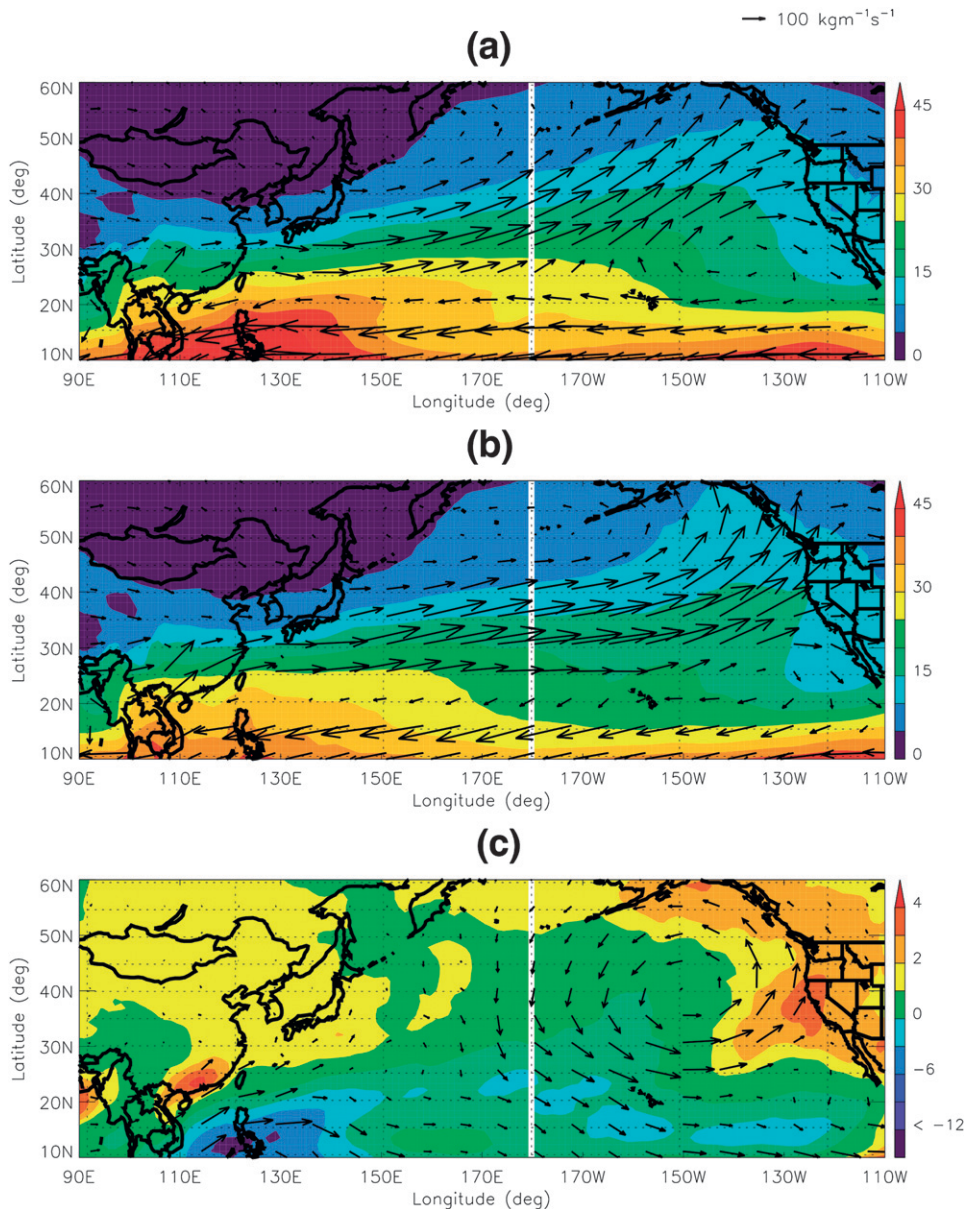 100 kgm⁻¹s⁻¹
(a)
60N
50N
40N
30N
20N
10N
Latitude (deg)
90E 110E 130E 150E 170E 170W 150W 130W 110W
Longitude (deg)
45
30
15
0
(b)
60N
50N
40N
30N
20N
10N
Latitude (deg)
90E 110E 130E 150E 170E 170W 150W 130W 110W
Longitude (deg)
45
30
15
0
(c)
60N
50N
40N
30N
20N
10N
Latitude (deg)
90E 110E 130E 150E 170E 170W 150W 130W 110W
Longitude (deg)
4
2
0
−6
< −12